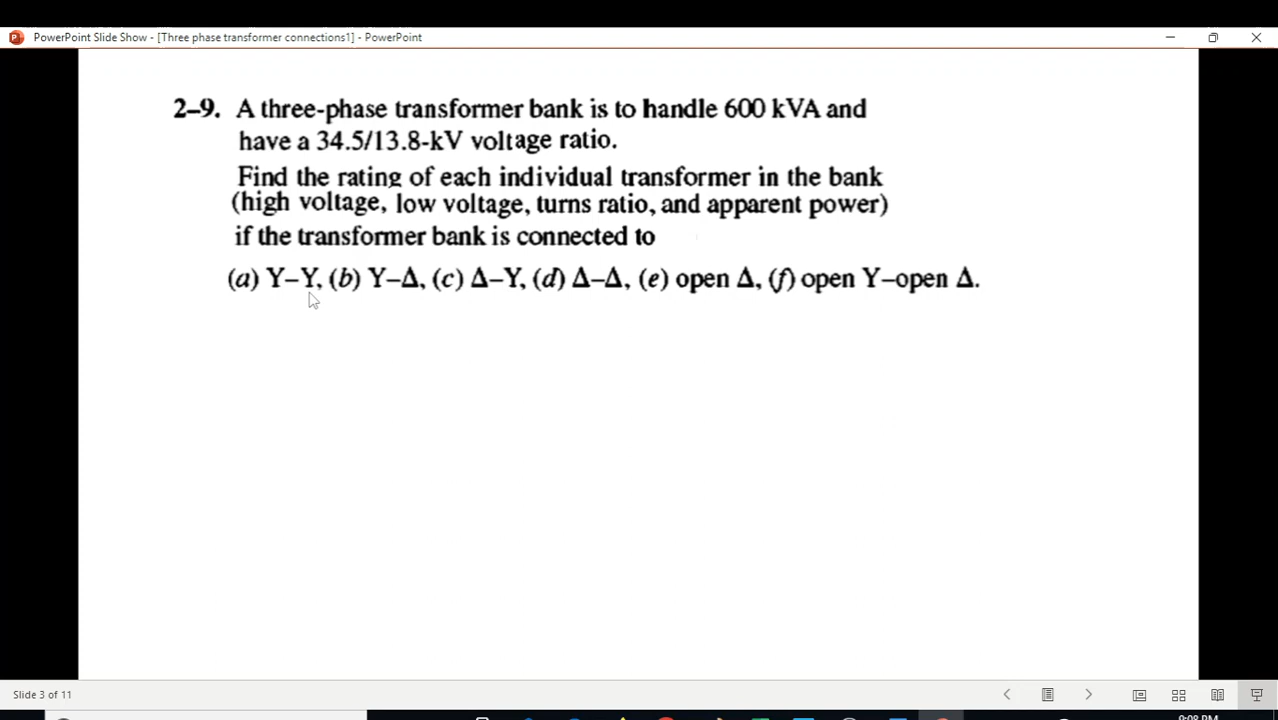 PowerPoint Slide Show - [Three phase transformer connections1] - PowerPoint
2–9. A three-phase transformer bank is to handle 600 kVA and
have a 34.5/13.8-kV voltage ratio.
Find the rating of each individual transformer in the bank
(high voltage, low voltage, turns ratio, and apparent power)
if the transformer bank is connected to
(a) Y–Y, (b) Y–Δ, (c) Δ–Y, (d) Δ–Δ, (e) open Δ, (f) open Y–open Δ.
Slide 3 of 11
9:08 PM